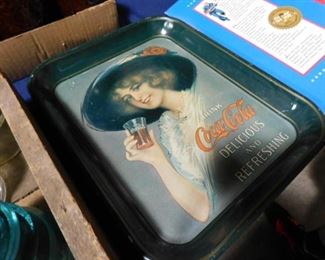 DRINK
Coca-Cola
DELICIOUS
AND
REFRESHING